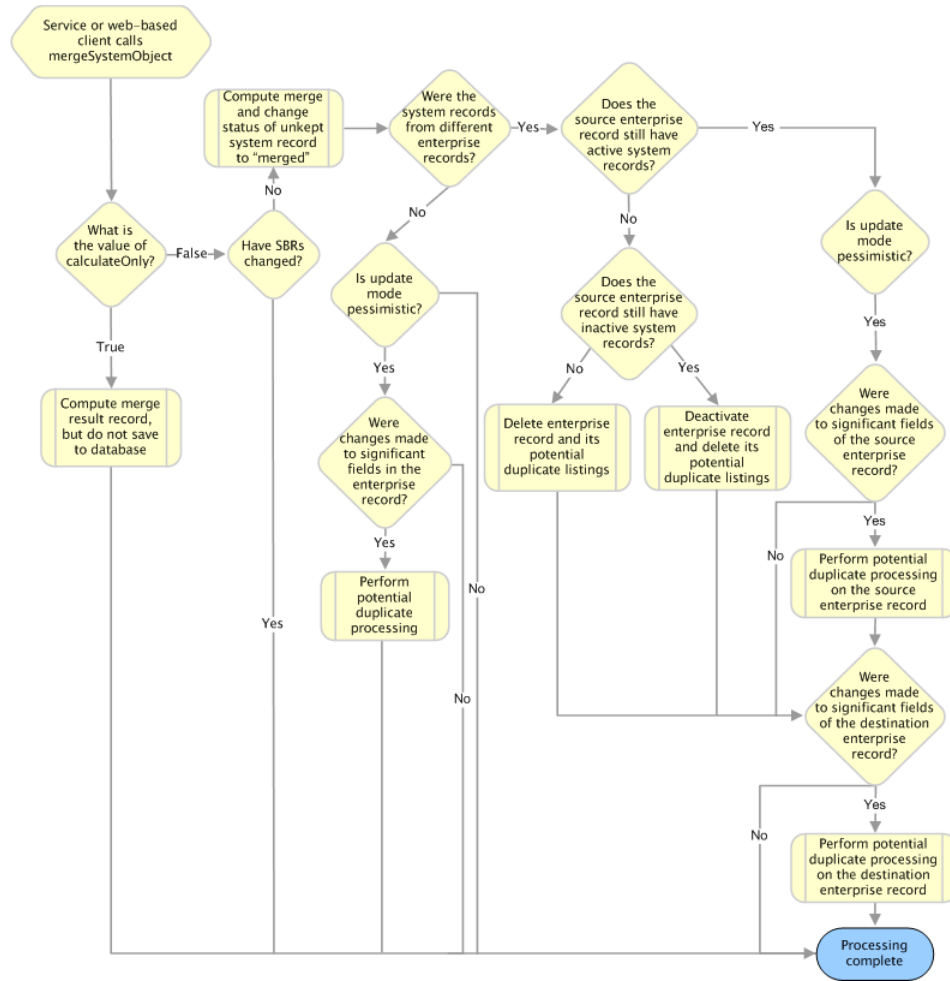 Service or web-based
client calls
mergeSystemObject
What is
the value of
calculateOnly?
False
True
Compute merge
result record,
but do not save
to database
Have SBRs
changed?
No
Yes
Compute merge
and change
status of unkept
system record
to “merged”
Were the
system records
from different
enterprise
records?
Yes
No
Is update
mode
pessimistic?
Yes
No
Were
changes made
to significant
fields in the
enterprise
record?
Yes
No
Perform
potential
duplicate
processing
Does the
source enterprise
record still have
active system
records?
Yes
No
Does the
source enterprise
record still have
inactive system
records?
No
Yes
Delete enterprise
record and its
potential
duplicate listings
Deactivate
enterprise record
and delete its
potential
duplicate listings
Is update
mode
pessimistic?
Yes
Were
changes made
to significant fields
of the source
enterprise
record?
Yes
No
Perform potential
duplicate processing
on the source
enterprise record
Were
changes made
to significant fields
of the destination
enterprise
record?
Yes
No
Perform potential
duplicate processing
on the destination
enterprise record
Processing
complete